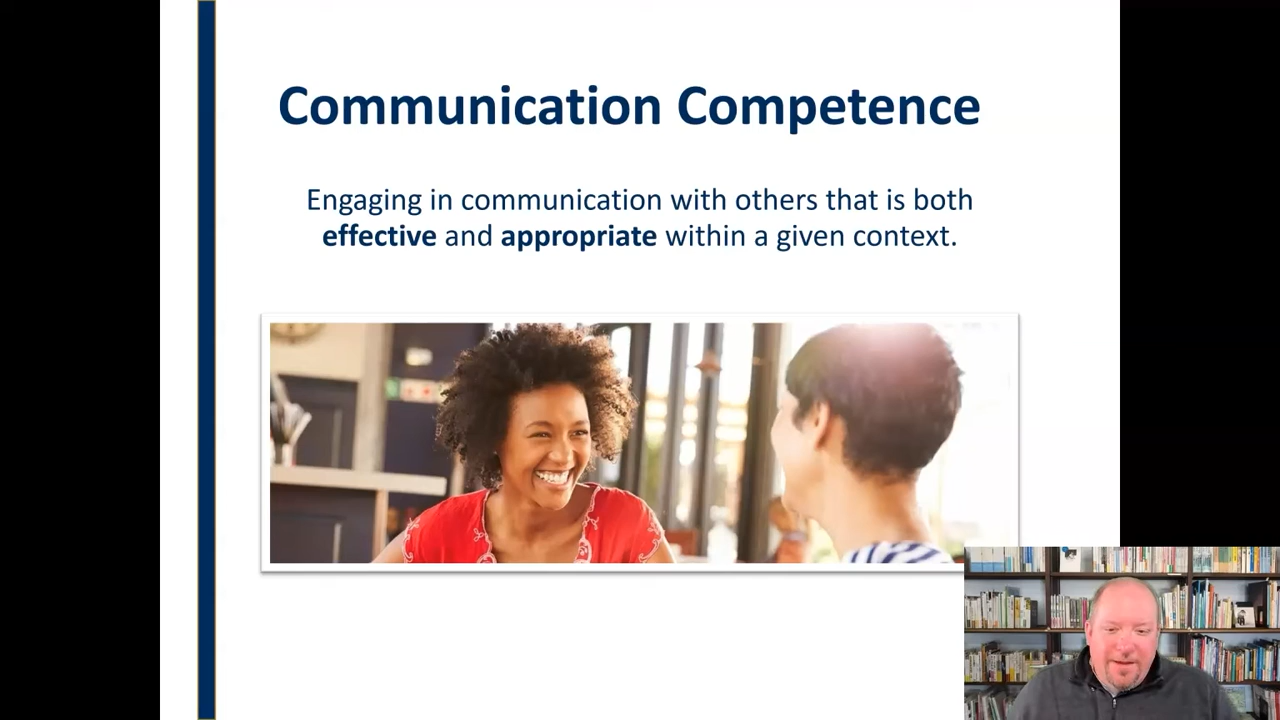 Communication Competence
Engaging in communication with others that is both
effective and appropriate within a given context.